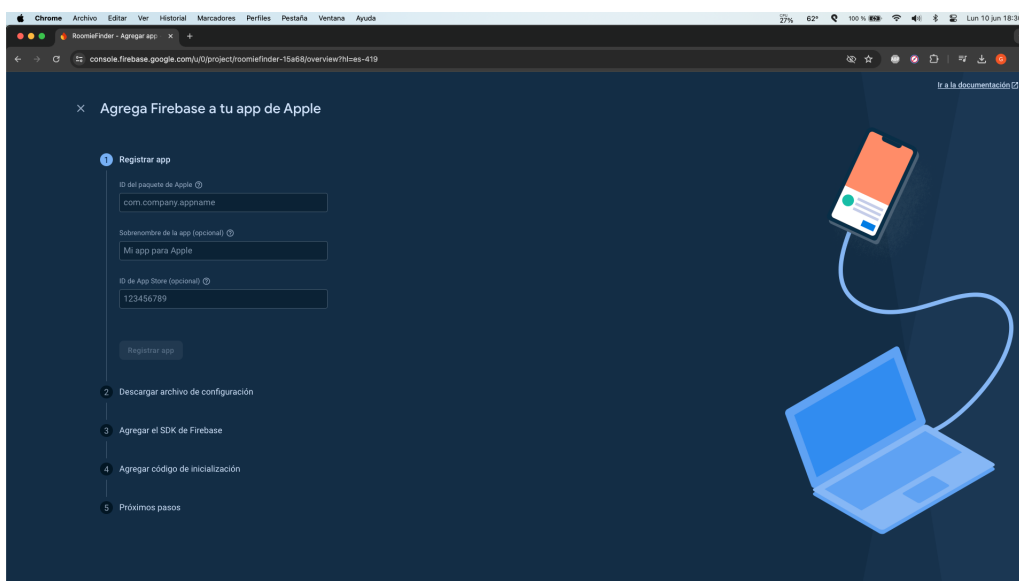 Chrome Archivo Editar Ver Historial Marcadores Perfiles Pestaña Ventana Ayuda
CPU 27% 62° 100 % Lun 10 jun 18:3
RoomieFinder - Agregar app
console.firebase.google.com/u/0/project/roomiefinder-15a68/overview?hl=es-419
G
Ir a la documentación
Agrega Firebase a tu app de Apple
1 Registrar app
ID del paquete de Apple
com.company.appname
Sobrenombre de la app (opcional)
Mi app para Apple
ID de App Store (opcional)
123456789
Registrar app
2 Descargar archivo de configuración
3 Agregar el SDK de Firebase
4 Agregar código de inicialización
5 Próximos pasos